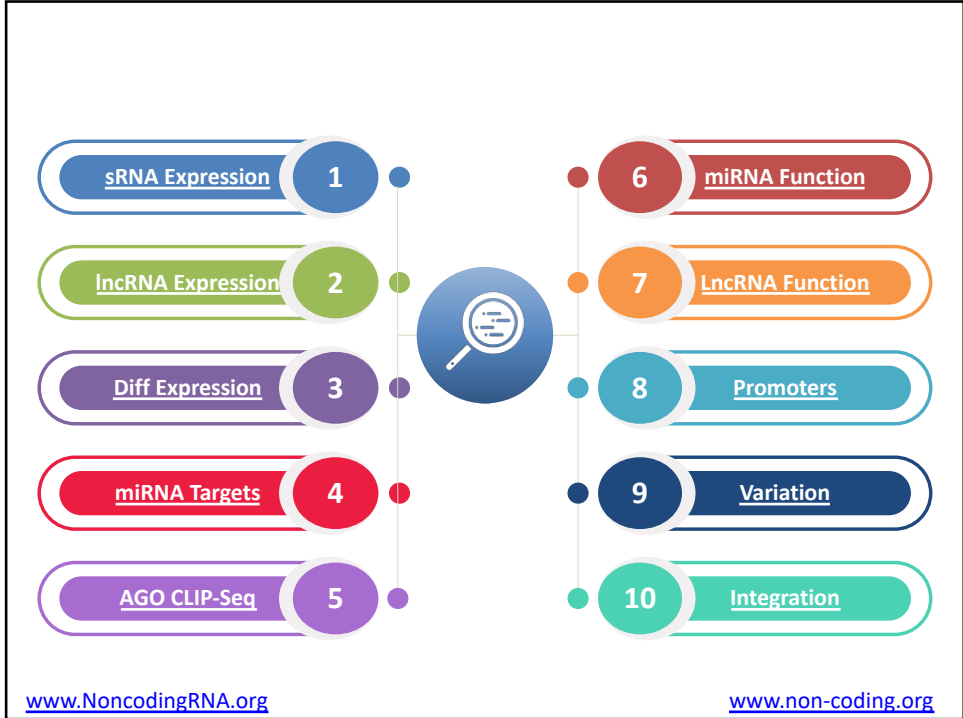 sRNA Expression 1
lncRNA Expression 2
Diff Expression 3
miRNA Targets 4
AGO CLIP-Seq 5
6 miRNA Function
7 LncRNA Function
8 Promoters
9 Variation
10 Integration
www.NoncodingRNA.org
www.non-coding.org